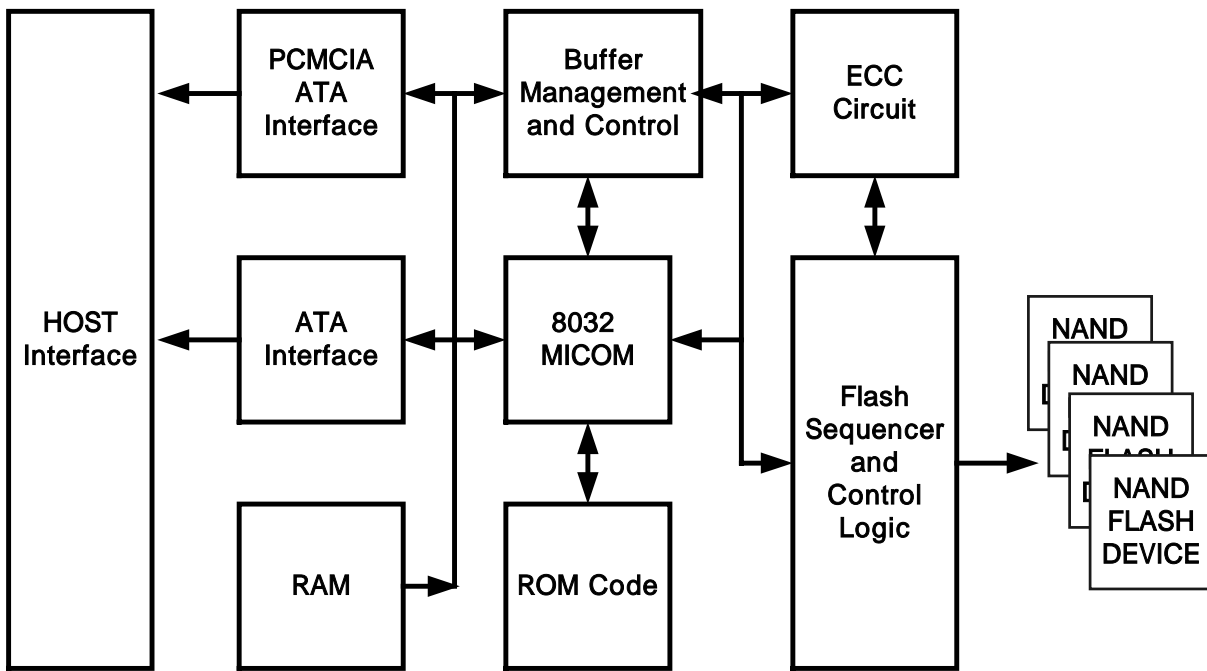 PCMCIA
ATA
Interface
Buffer
Management
and Control
ECC
Circuit
HOST
Interface
ATA
Interface
8032
MICOM
Flash
Sequencer
and
Control
Logic
RAM
ROM Code
NAND
NAND
NAND
FLASH
NAND
FLASH
DEVICE